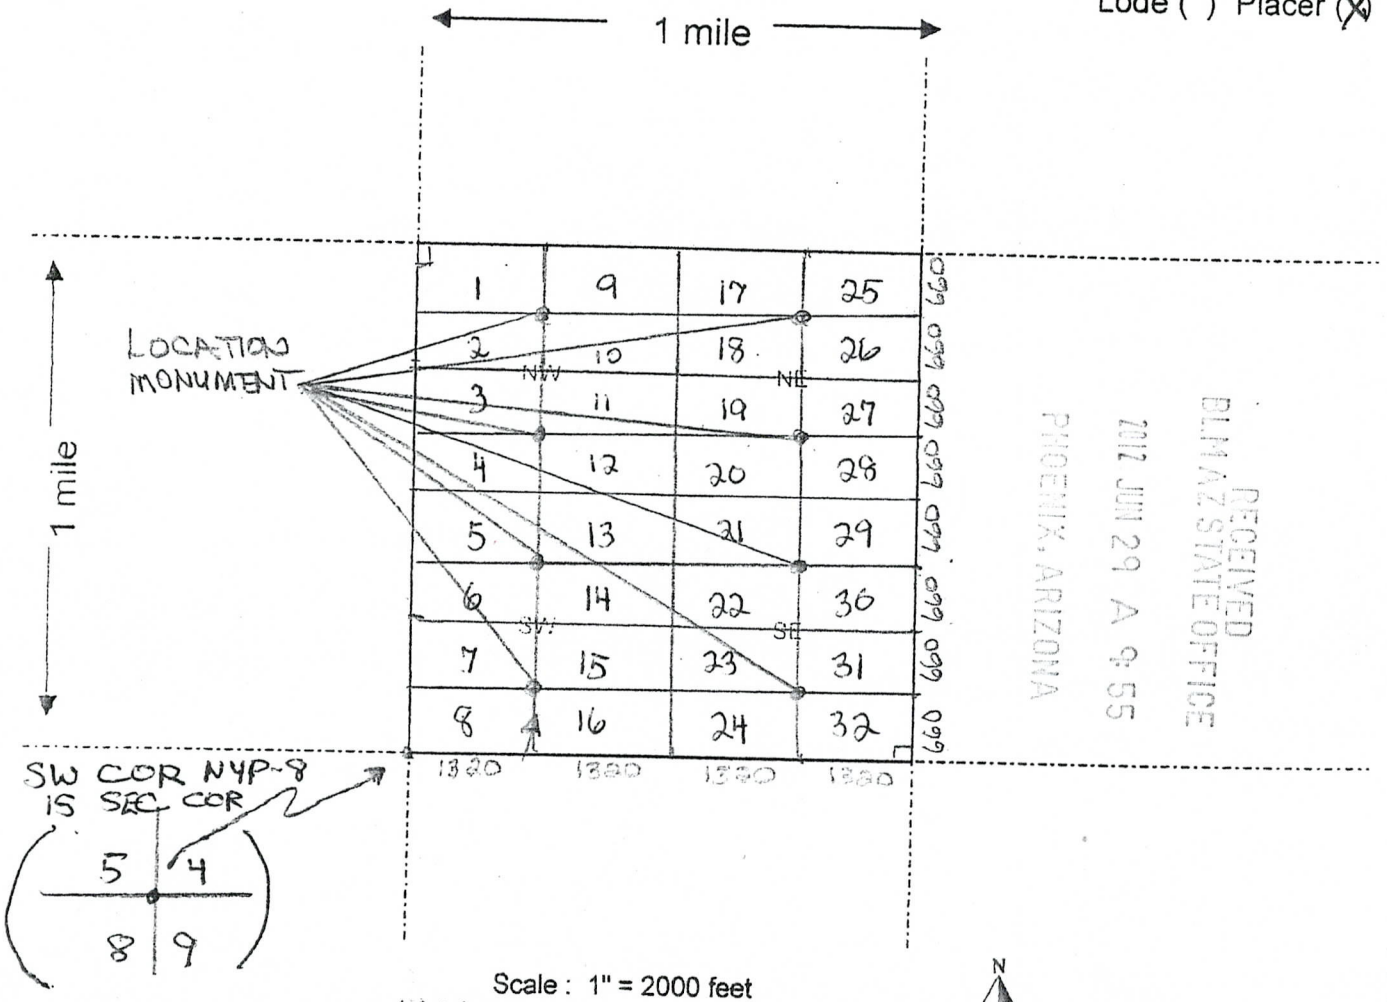 Lode ( ) Placer (X)
1 mile
1 9 17 25 660
2 10 18 26 660
NW NE
3 11 19 27 660
4 12 20 28 660
5 13 21 29 660
6 14 22 30 660
SW SE
7 15 23 31 660
8 16 24 32 660
1320 1320 1320 1320
LOCATION
MONUMENT
1 mile
RECEIVED
BLM AZ STATE OFFICE
2012 JUN 29 A 9:55
PHOENIX, ARIZONA
SW COR NYP-8
IS SEC COR
5 4
8 9
Scale : 1" = 2000 feet
N